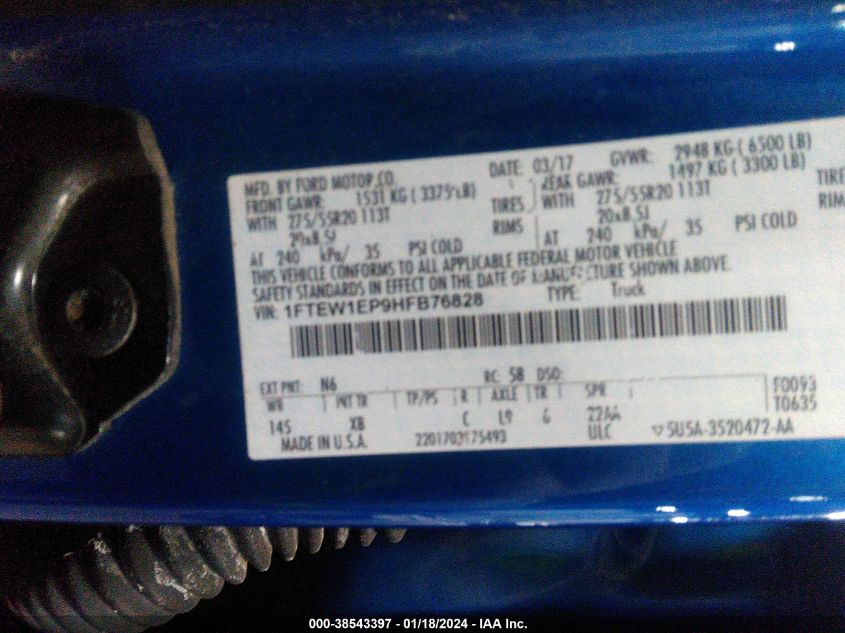 MFD. BY FORD MOTOR CO. DATE: 03/17 GVWR: 2948 KG ( 6500 LB)
FRONT GAWR: 1531 KG ( 3375 LB) REAR GAWR: 1497 KG ( 3300 LB)
WITH 275/55R20 113T TIRES WITH 275/55R20 113T TIRE
20x8.5J RIMS 20x8.5J RIM
AT 240 kPa/ 35 PSI COLD AT 240 kPa/ 35 PSI COLD
THIS VEHICLE CONFORMS TO ALL APPLICABLE FEDERAL MOTOR VEHICLE
SAFETY STANDARDS IN EFFECT ON THE DATE OF MANUFACTURE SHOWN ABOVE.
VIN: 1FTEW1EP9HFB76828 TYPE: Truck
EXT PNT: N6 RC: 58 DSO: F0093
WB INT TR TP/PS R AXLE TR SPR T0635
145 XB C L9 6 22AA
MADE IN U.S.A. 2201703175493 ULC ▽ 5U5A-3520472-AA
000-38543397 - 01/18/2024 - IAA Inc.